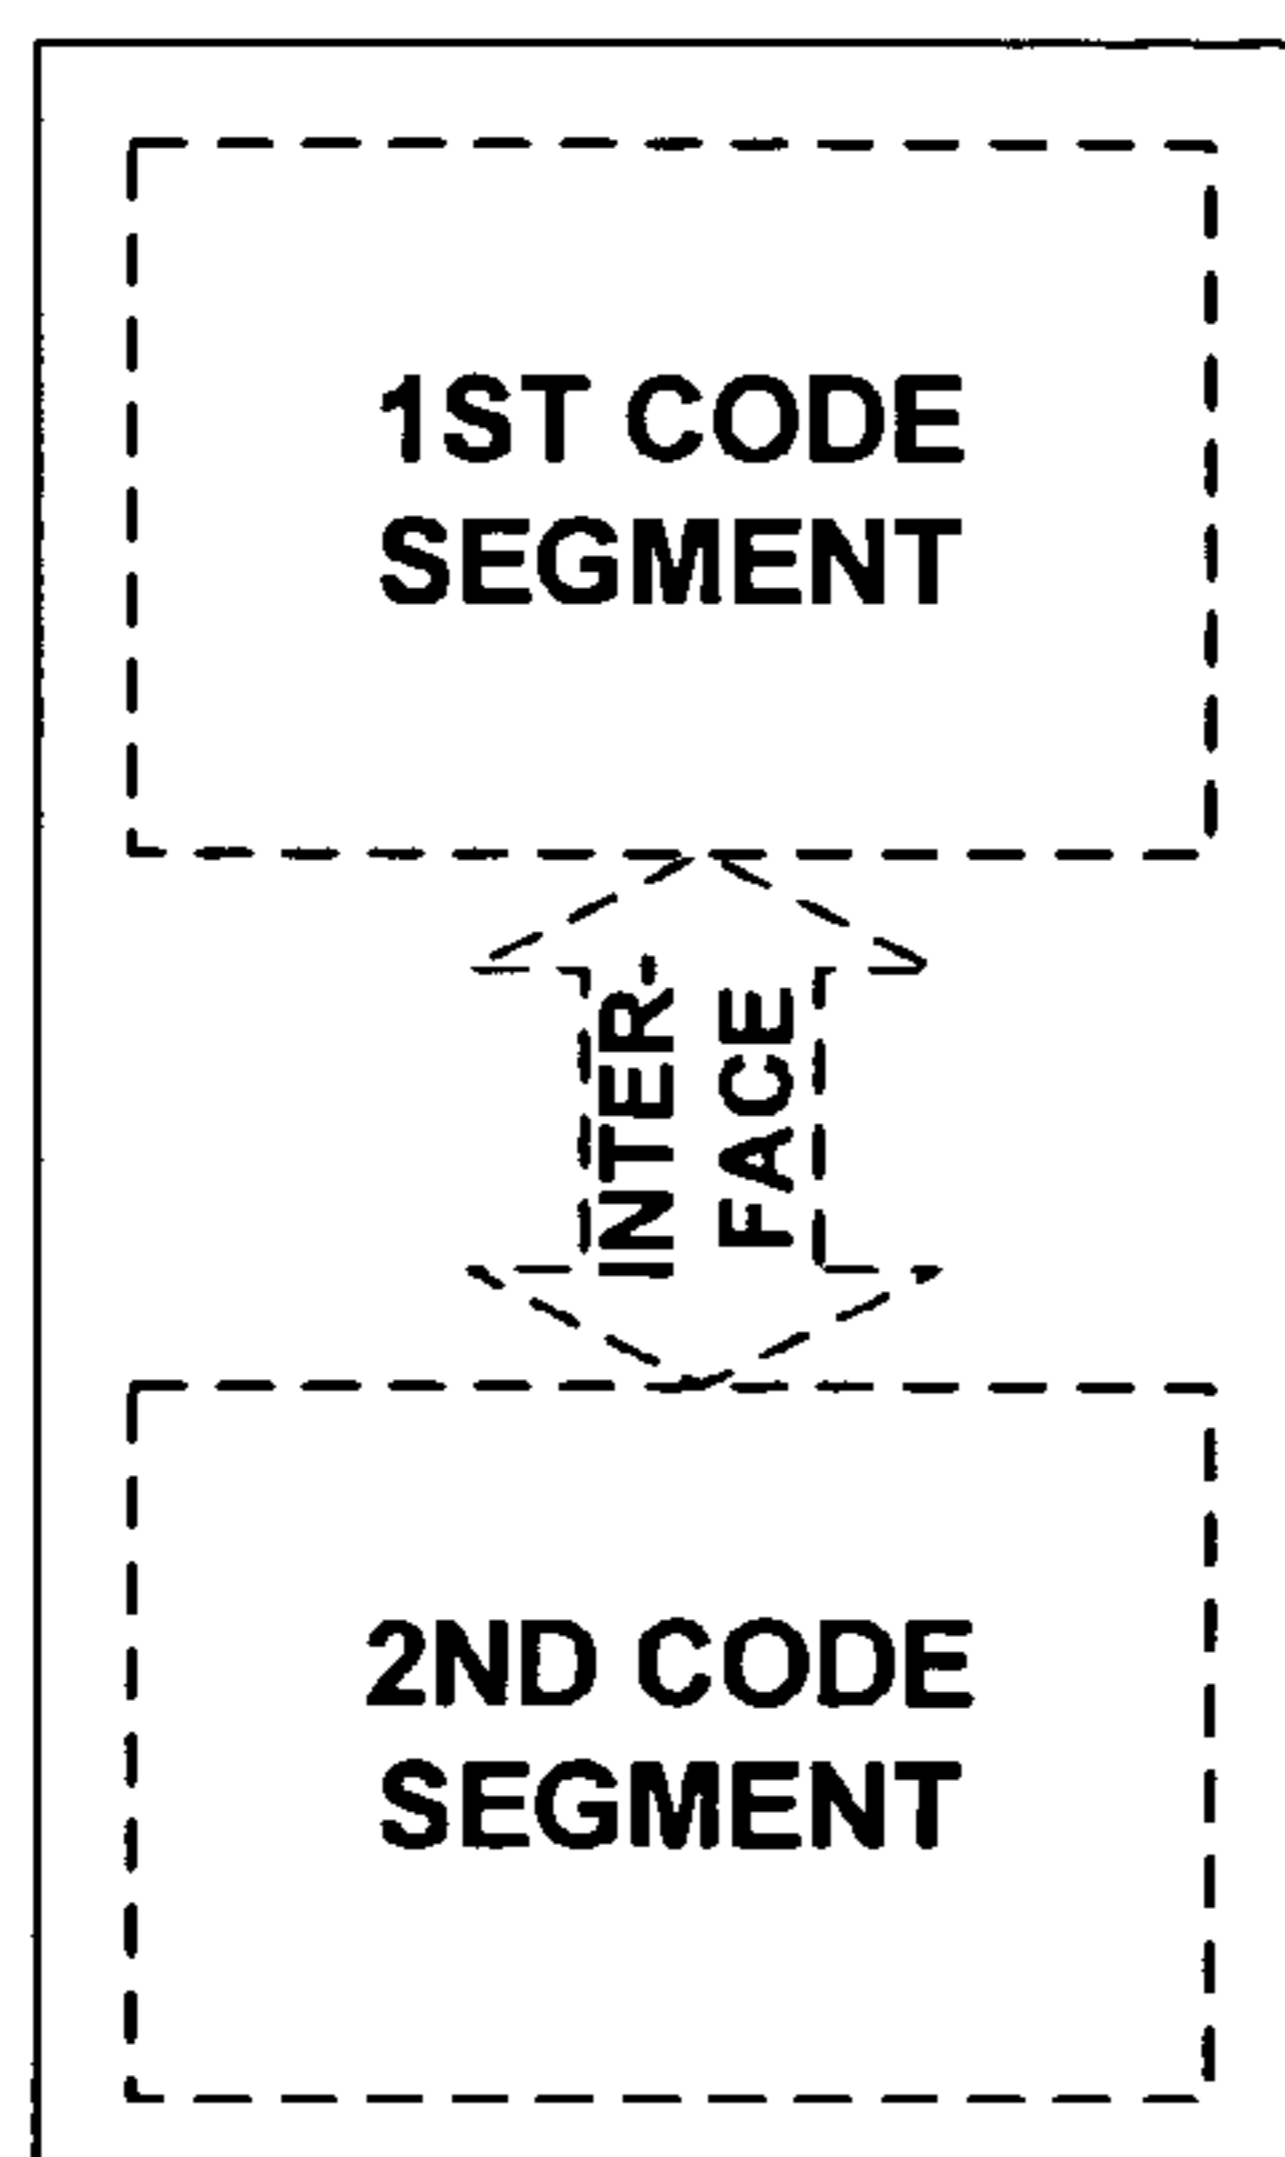 1ST CODE
SEGMENT
INTER-
FACE
2ND CODE
SEGMENT